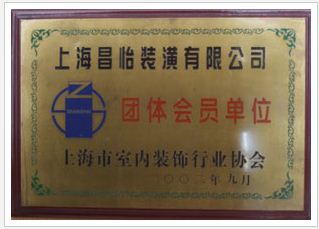 上海昌怡装潢有限公司
团体会员单位
上海市室内装饰行业协会
二〇〇二年九月